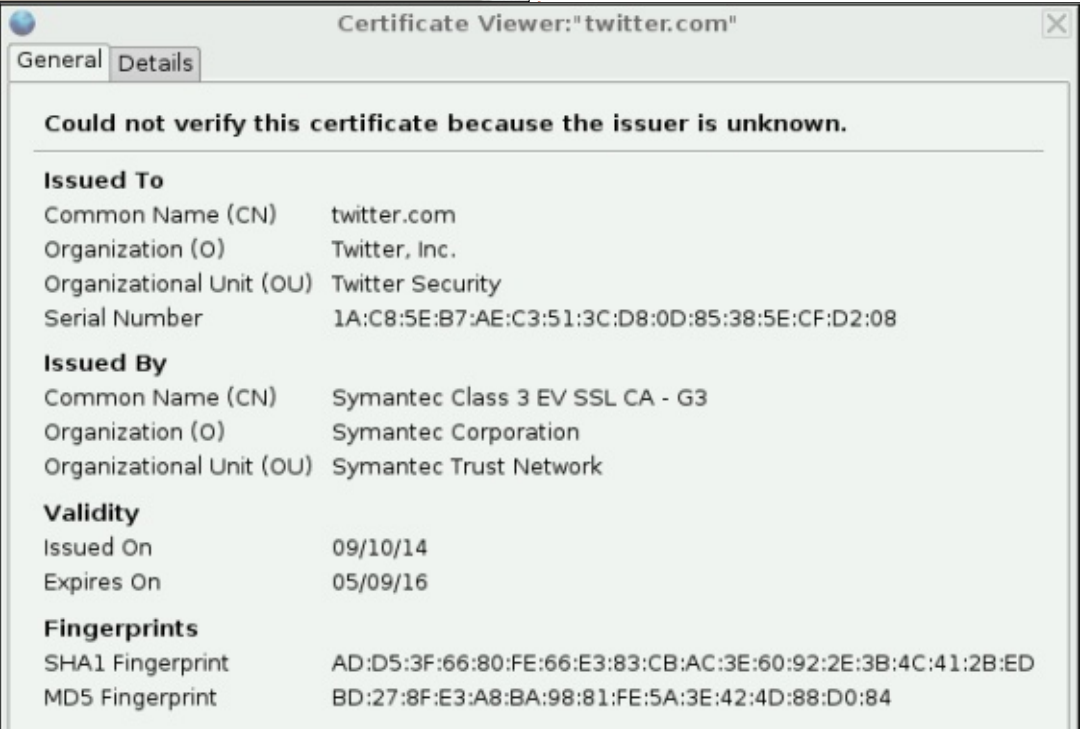 Certificate Viewer:"twitter.com"
General Details
Could not verify this certificate because the issuer is unknown.
Issued To
Common Name (CN) twitter.com
Organization (O) Twitter, Inc.
Organizational Unit (OU) Twitter Security
Serial Number 1A:C8:5E:B7:AE:C3:51:3C:D8:0D:85:38:5E:CF:D2:08
Issued By
Common Name (CN) Symantec Class 3 EV SSL CA - G3
Organization (O) Symantec Corporation
Organizational Unit (OU) Symantec Trust Network
Validity
Issued On 09/10/14
Expires On 05/09/16
Fingerprints
SHA1 Fingerprint AD:D5:3F:66:80:FE:66:E3:83:CB:AC:3E:60:92:2E:3B:4C:41:2B:ED
MD5 Fingerprint BD:27:8F:E3:A8:BA:98:81:FE:5A:3E:42:4D:88:D0:84